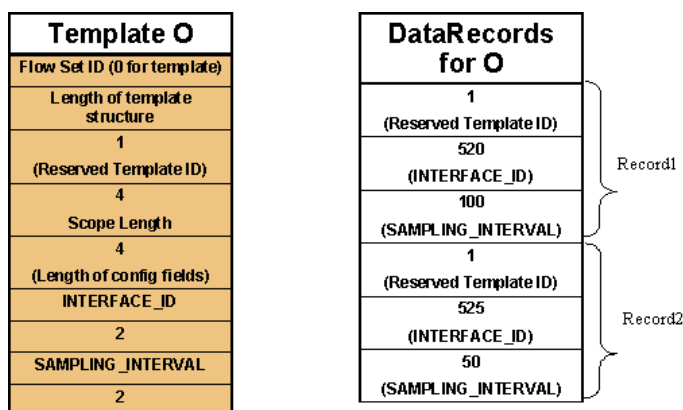 Template O
Flow Set ID (0 for template)
Length of template
structure
1
(Reserved Template ID)
4
Scope Length
4
(Length of config fields)
INTERFACE_ID
2
SAMPLING_INTERVAL
2
DataRecords
for O
1
(Reserved Template ID)
520
(INTERFACE_ID)
100
(SAMPLING_INTERVAL)
1
(Reserved Template ID)
525
(INTERFACE_ID)
50
(SAMPLING_INTERVAL)
Record1
Record2